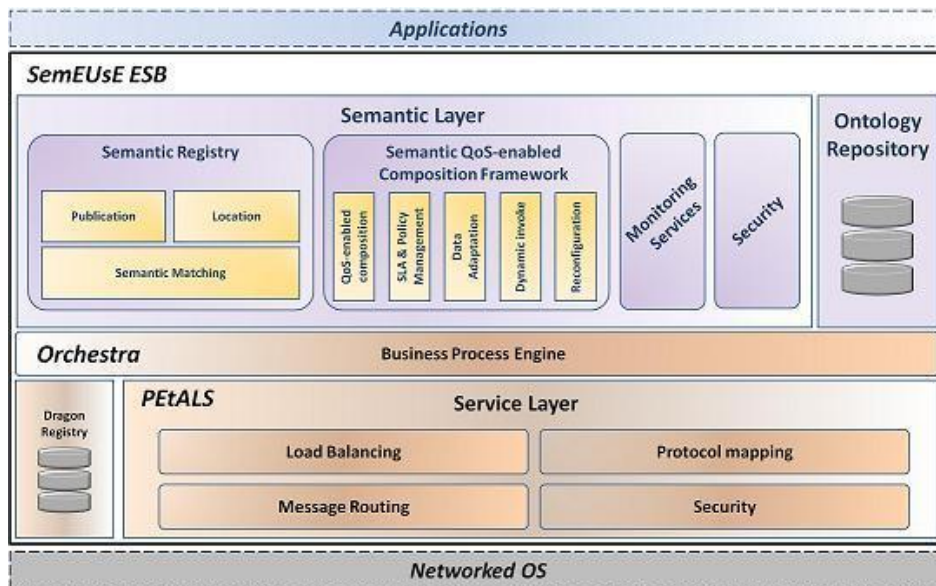 Applications
SemEUsE ESB
Semantic Layer
Semantic Registry
Publication
Location
Semantic Matching
Semantic QoS-enabled
Composition Framework
QoS-enabled
composition
SLA & Policy
Management
Data
Adaptation
Dynamic invoke
Reconfiguration
Monitoring
Services
Security
Ontology
Repository
Orchestra
Business Process Engine
Dragon
Registry
PEtALS
Service Layer
Load Balancing
Protocol mapping
Message Routing
Security
Networked OS